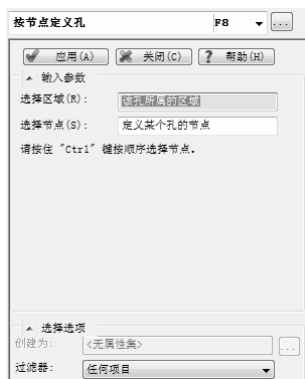 按节点定义孔 F8 ...
应用(A) 关闭(C) ? 帮助(H)
输入参数
选择区域(R): 该孔所属的区域
选择节点(S): 定义某个孔的节点
请按住 "Ctrl" 键按顺序选择节点.
选择选项
创建为: <无属性集> ...
过滤器: 任何项目